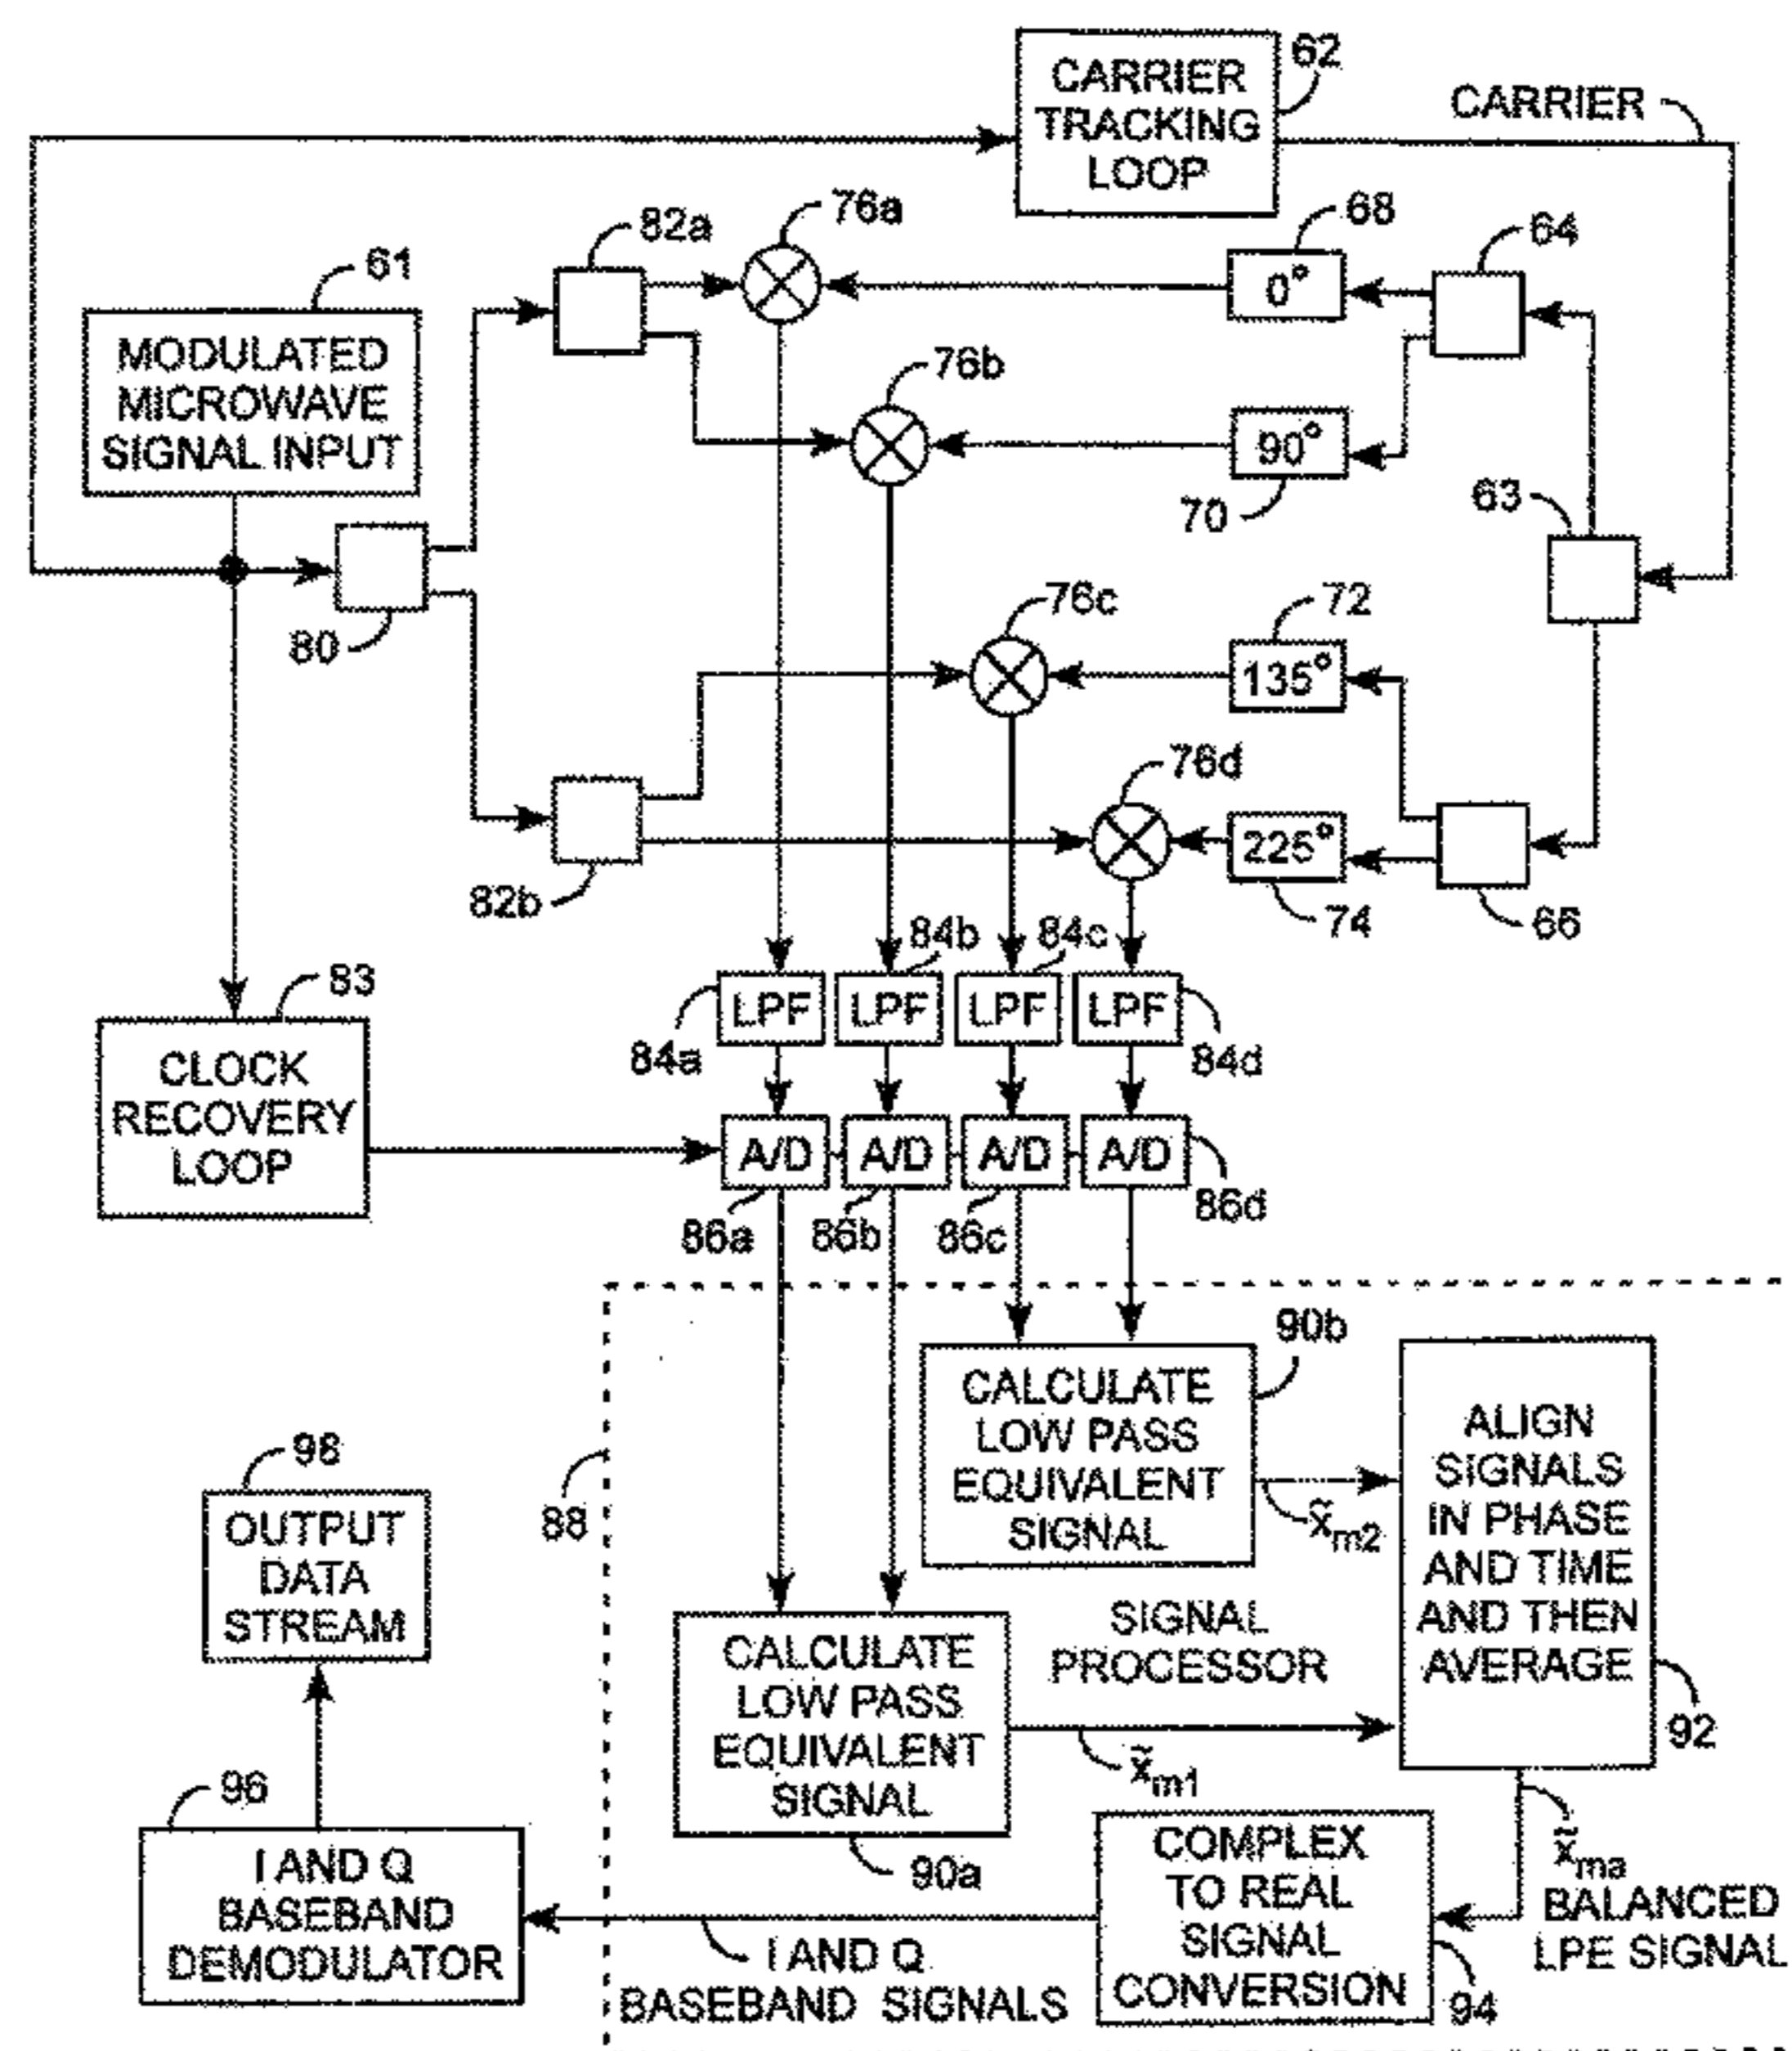 CARRIER
TRACKING
LOOP
62
CARRIER
76a
68
82a
64
0°
61
MODULATED
MICROWAVE
SIGNAL INPUT
76b
90°
70
63
80
76c
72
135°
76d
82b
225°
74
66
84b
84c
83
LPF
LPF
LPF
LPF
84a
84d
CLOCK
RECOVERY
LOOP
A/D
A/D
A/D
A/D
86a
86b
86c
86d
90b
CALCULATE
LOW PASS
EQUIVALENT
SIGNAL
ALIGN
SIGNALS
IN PHASE
AND TIME
AND THEN
AVERAGE
98
88
x̃m2
OUTPUT
DATA
STREAM
SIGNAL
PROCESSOR
CALCULATE
LOW PASS
EQUIVALENT
SIGNAL
92
x̃m1
96
90a
COMPLEX
TO REAL
SIGNAL
CONVERSION
x̃ma
BALANCED
LPE SIGNAL
I AND Q
BASEBAND
DEMODULATOR
I AND Q
BASEBAND SIGNALS
94